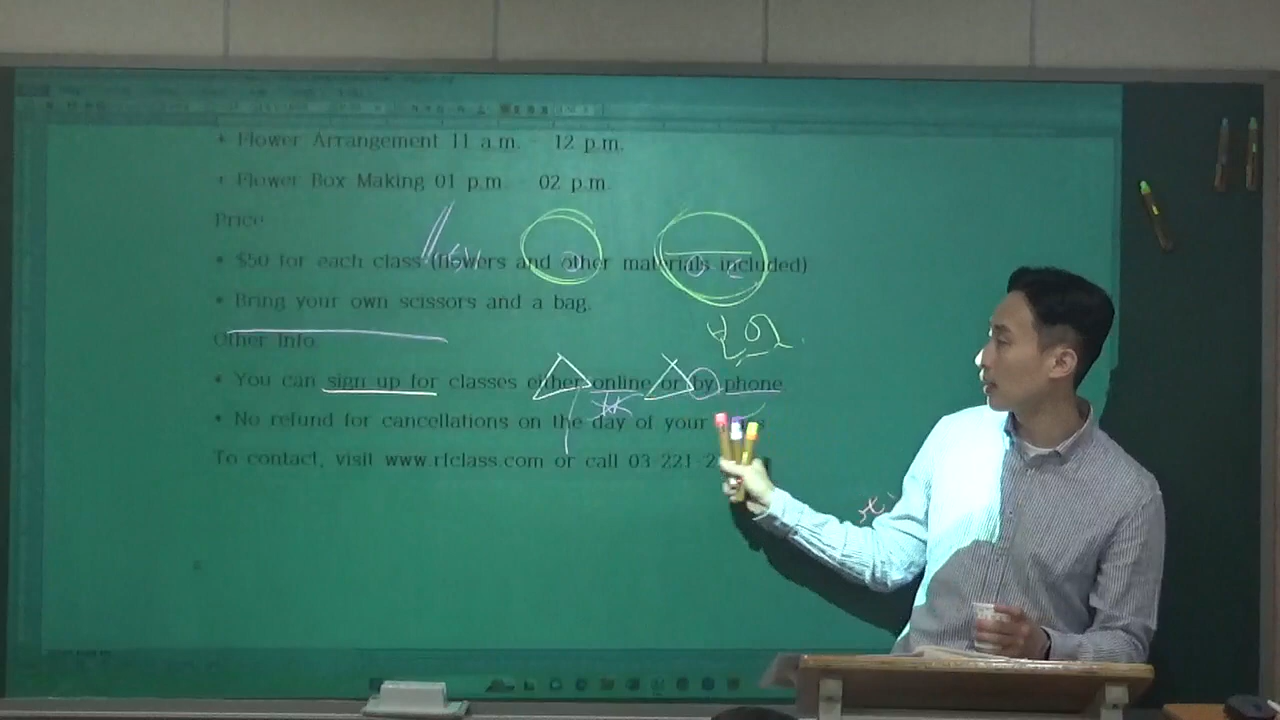 * Flower Arrangement 11 a.m. - 12 p.m.
* Flower Box Making 01 p.m. - 02 p.m.
Price
• $50 for each class (flowers and other materials included)
• Bring your own scissors and a bag.
Other Info.
• You can sign up for classes either online or by phone.
• No refund for cancellations on the day of your
To contact, visit www.rfclass.com or call 03-221-2